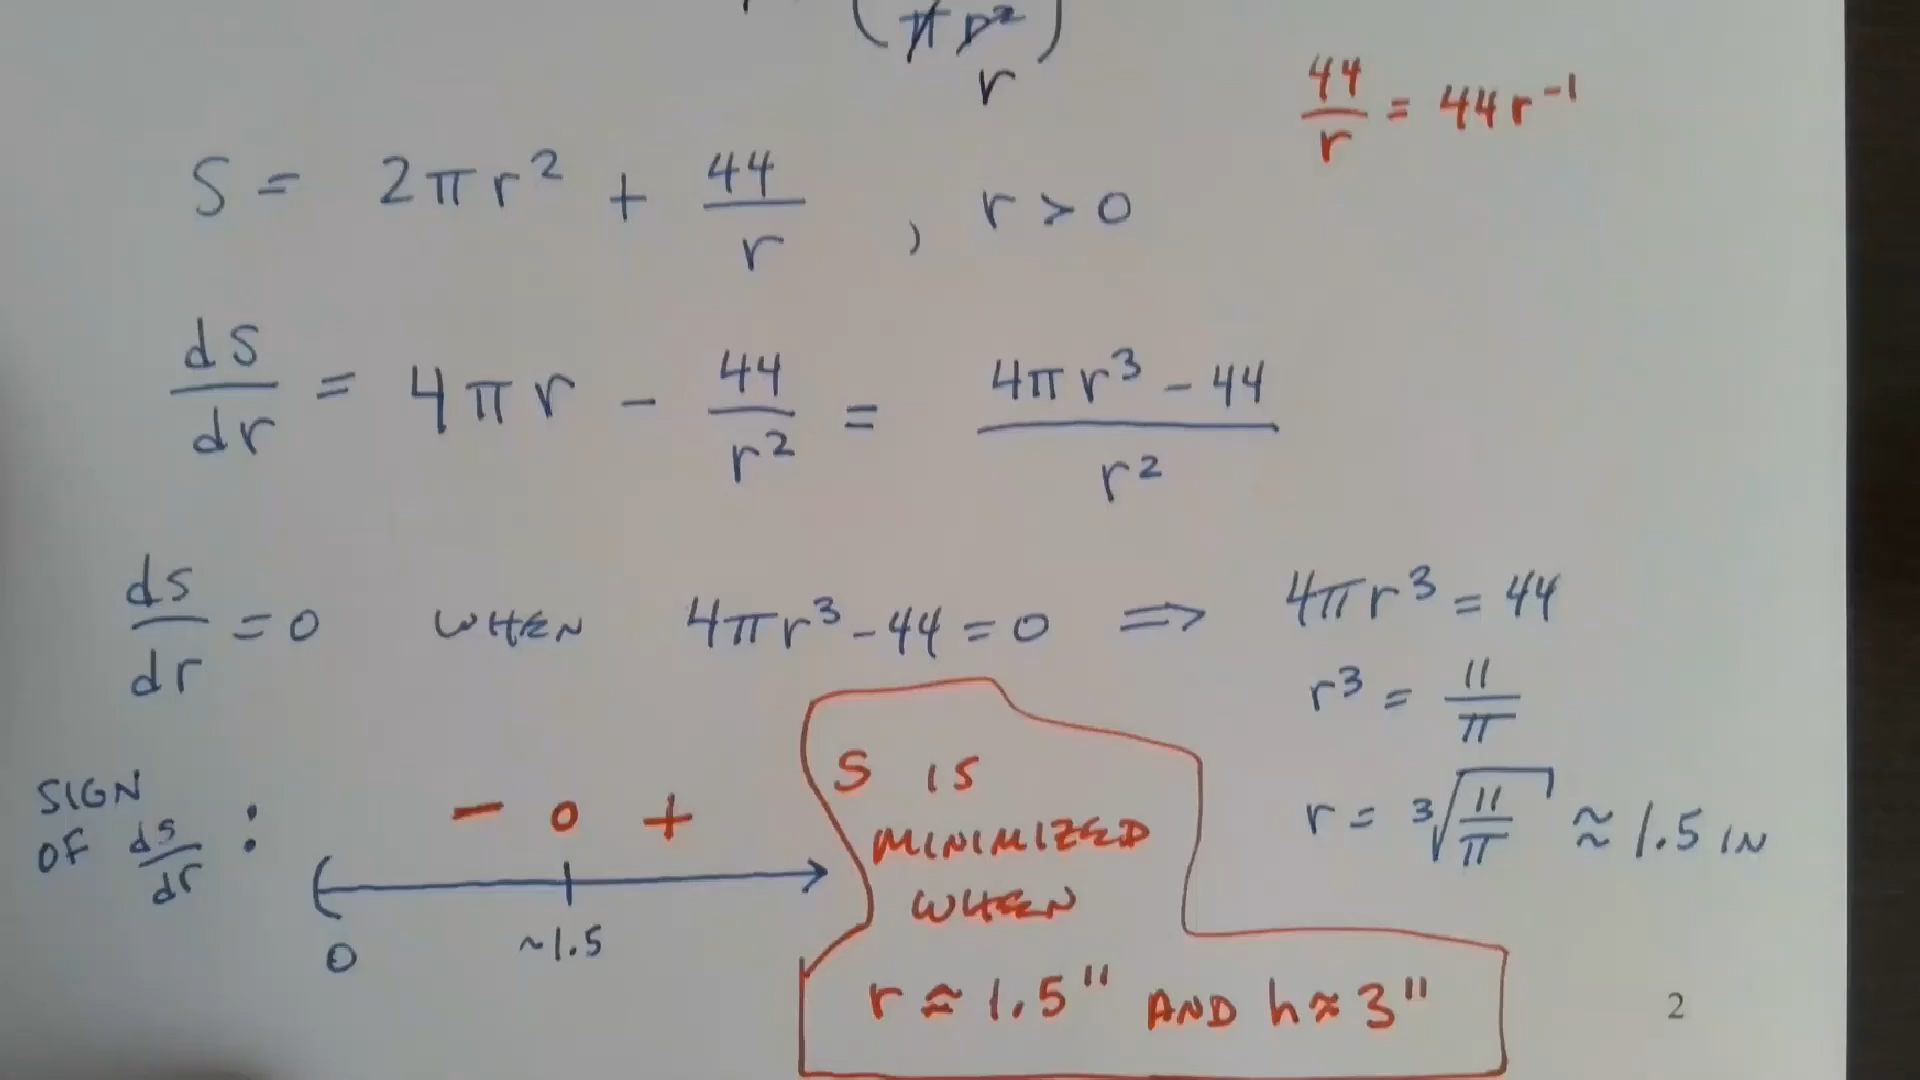 (πr²)
r
44/r = 44r⁻¹
S = 2πr² + 44/r , r > 0
dS/dr = 4πr - 44/r² = (4πr³ - 44)/r²
ds/dr = 0 WHEN 4πr³ - 44 = 0 ⟹ 4πr³ = 44
r³ = 11/π
r = ³√(11/π) ≈ 1.5 IN
SIGN OF ds/dr :
- 0 +
0 ~1.5
S IS
MINIMIZED
WHEN
r ≈ 1.5" AND h ≈ 3"
2